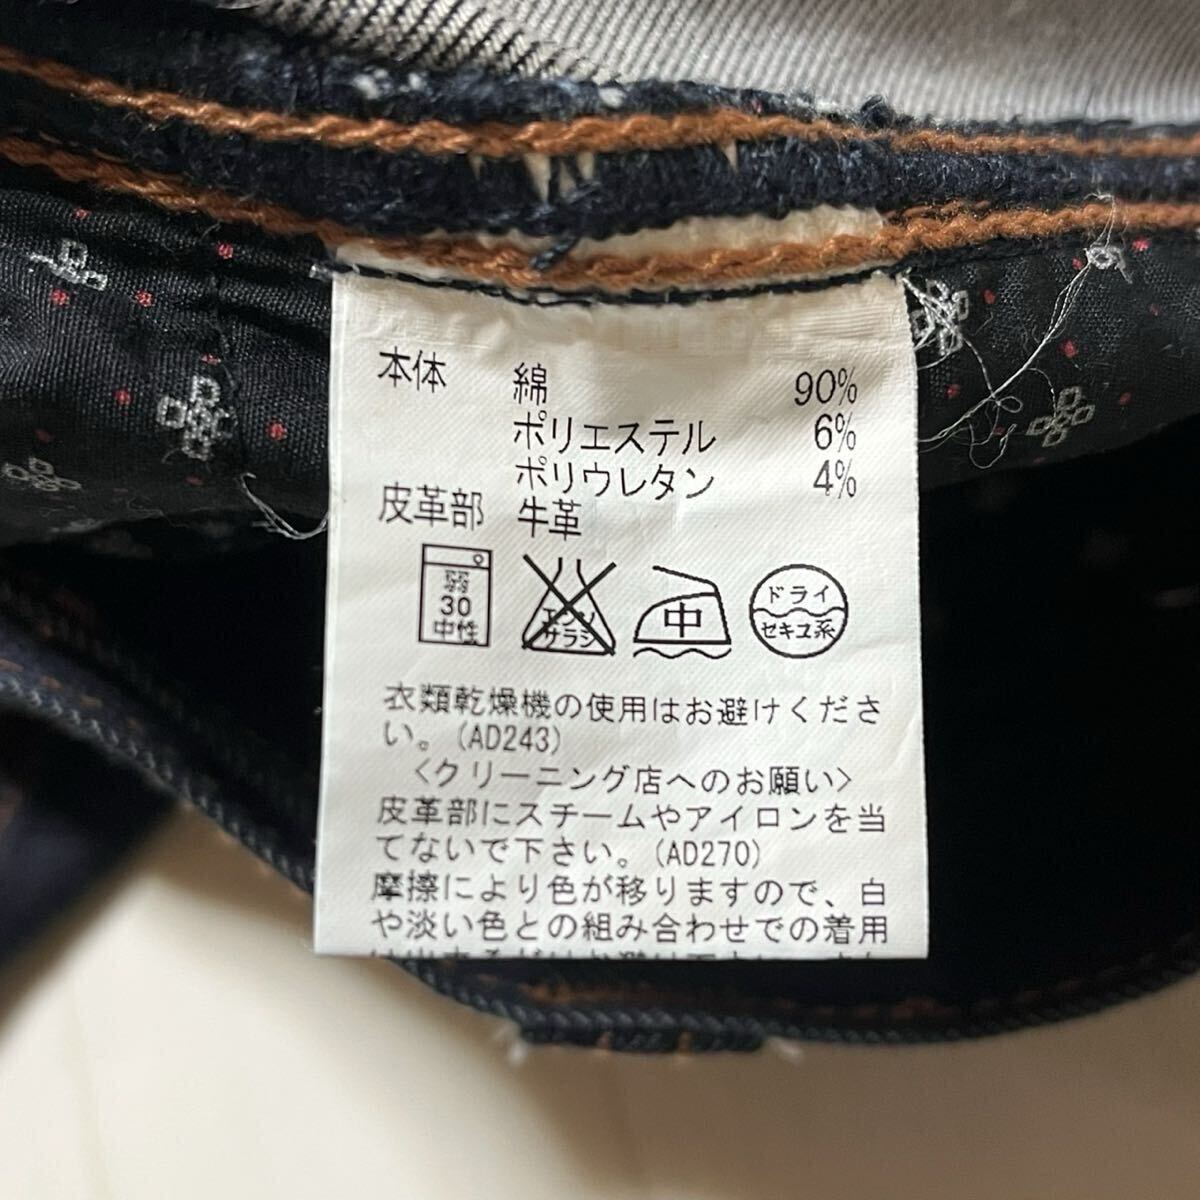 本体 綿 90%
ポリエステル 6%
ポリウレタン 4%
皮革部 牛革
30
中性
エンソ
サラシ
中
ドライ
セキユ系
衣類乾燥機の使用はお避けくださ
い。(AD243)
<クリーニング店へのお願い>
皮革部にスチームやアイロンを当
てないで下さい。(AD270)
摩擦により色が移りますので、白
や淡い色との組み合わせでの着用